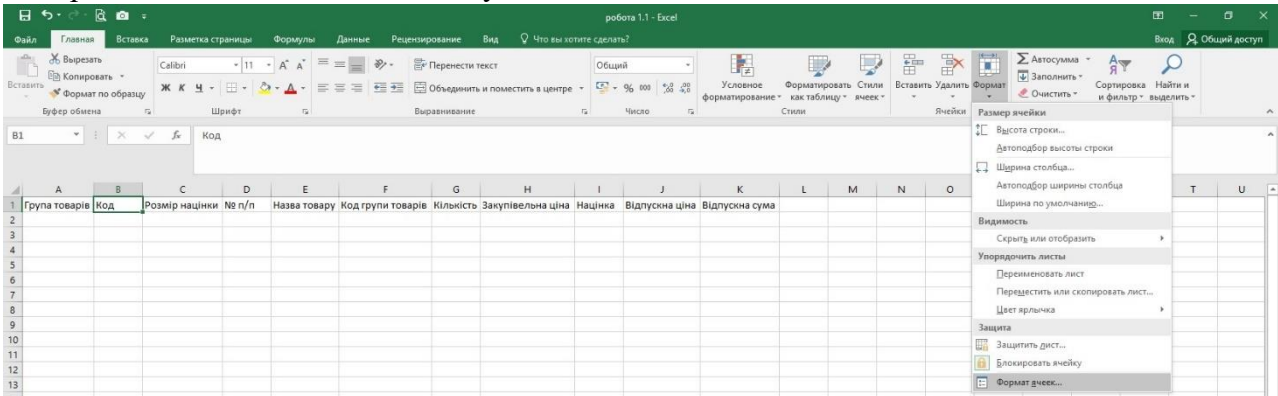 робота 1.1 - Excel
Файл Главная Вставка Разметка страницы Формулы Данные Рецензирование Вид Что вы хотите сделать? Вход Общий доступ
Вставить
Вырезать
Копировать
Формат по образцу
Буфер обмена
Calibri 11
Ж К Ч
Шрифт
Перенести текст
Объединить и поместить в центре
Выравнивание
Общий
% 000
Число
Условное форматирование
Форматировать как таблицу
Стили ячеек
Стили
Вставить Удалить Формат
Ячейки
Автосумма
Заполнить
Очистить
Сортировка и фильтр
Найти и выделить
B1 fx Код
Размер ячейки
Высота строки...
Автоподбор высоты строки
Ширина столбца...
Автоподбор ширины столбца
Ширина по умолчанию...
Видимость
Скрыть или отобразить
Упорядочить листы
Переименовать лист
Переместить или скопировать лист...
Цвет ярлычка
Защита
Защитить лист...
Блокировать ячейку
Формат ячеек...
A B C D E F G H I J K L M N O T U
1 Група товарів Код Розмір націнки № п/п Назва товару Код групи товарів Кількість Закупівельна ціна Націнка Відпускна ціна Відпускна сума
2
3
4
5
6
7
8
9
10
11
12
13